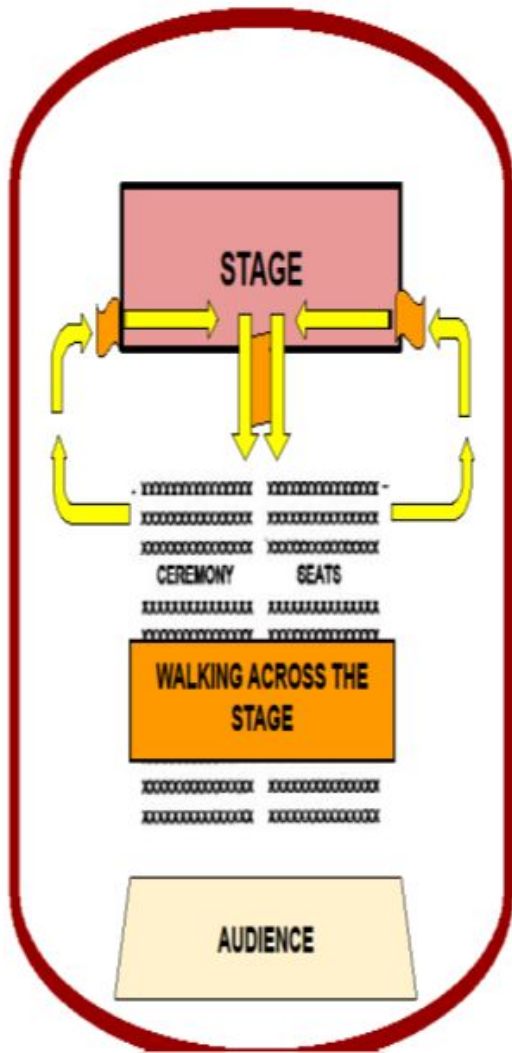 STAGE
CEREMONY SEATS
WALKING ACROSS THE
STAGE
AUDIENCE